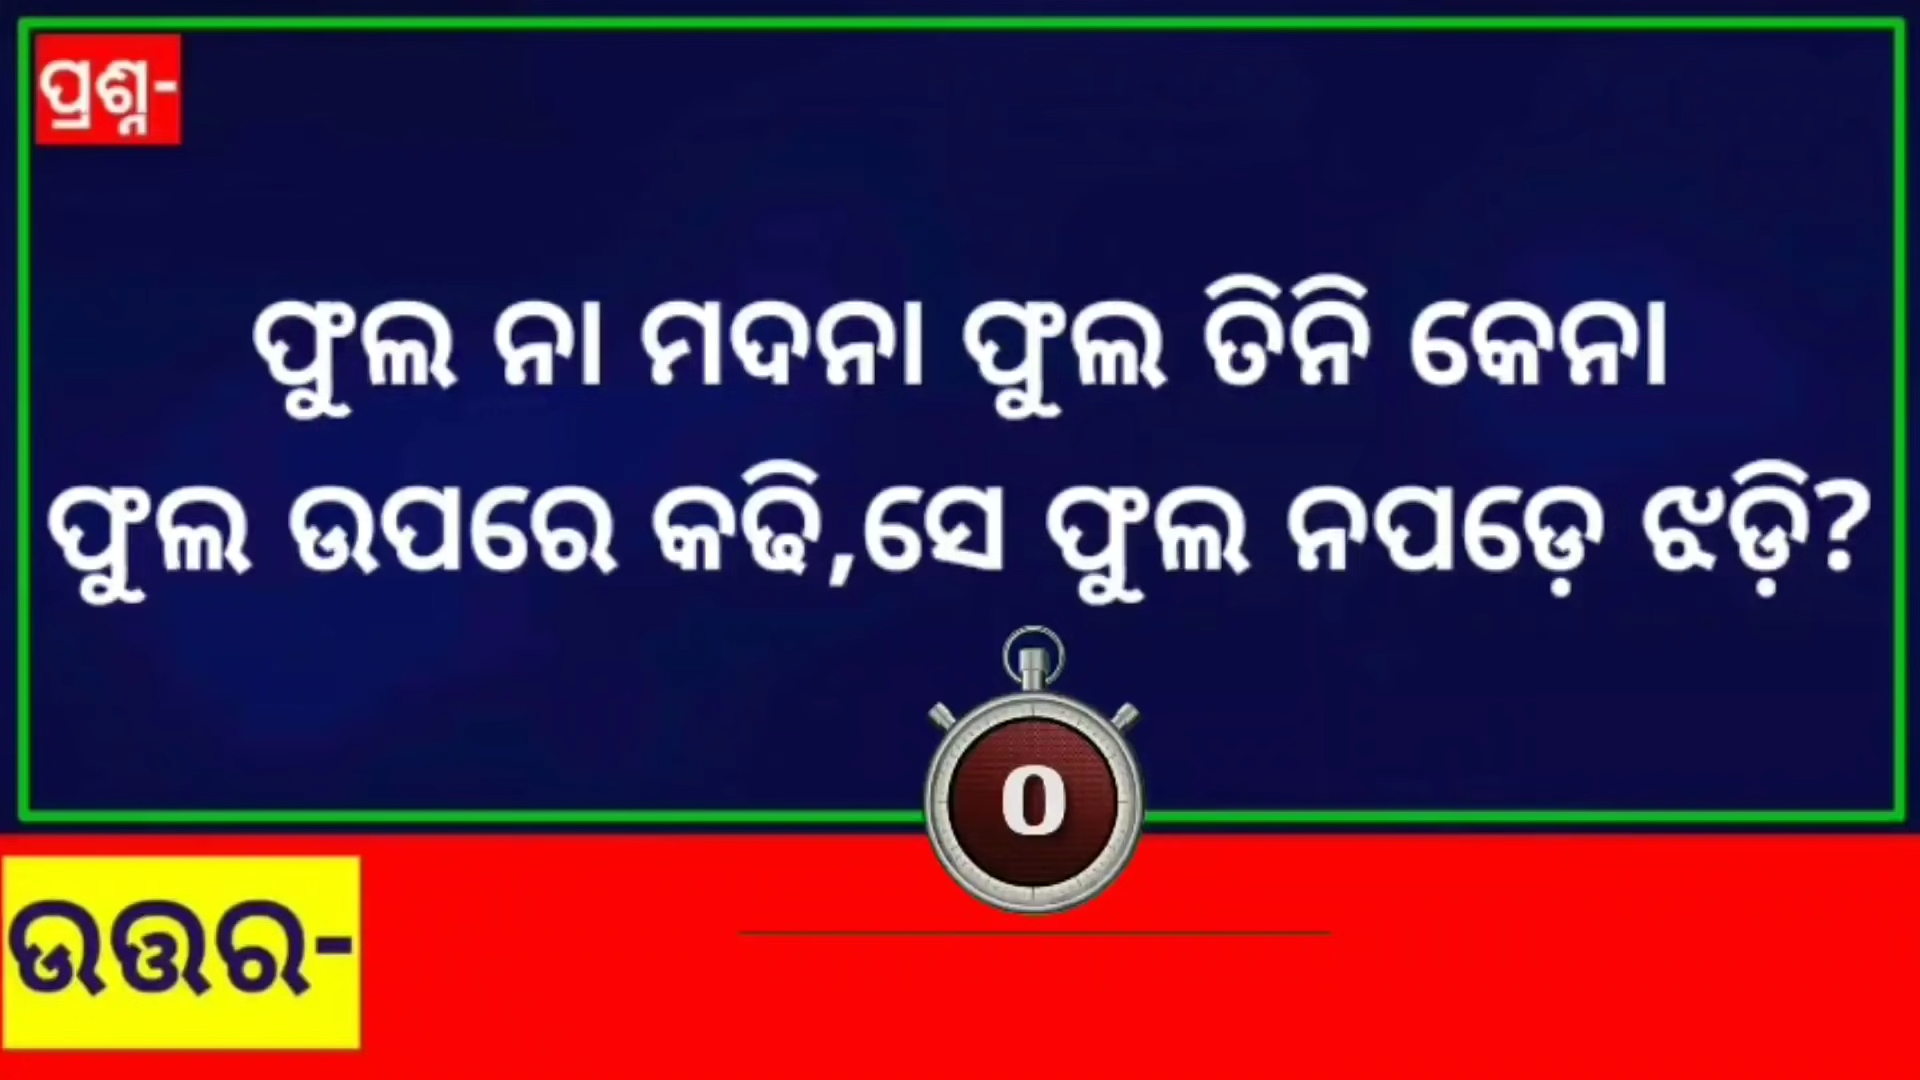 ପ୍ରଶ୍ନ-
ଫୁଲ ନା ମଦନା ଫୁଲ ତିନି କେନା
ଫୁଲ ଉପରେ କଢି,ସେ ଫୁଲ ନପଡ଼େ ଝଡ଼ି?
0
ଉତ୍ତର-